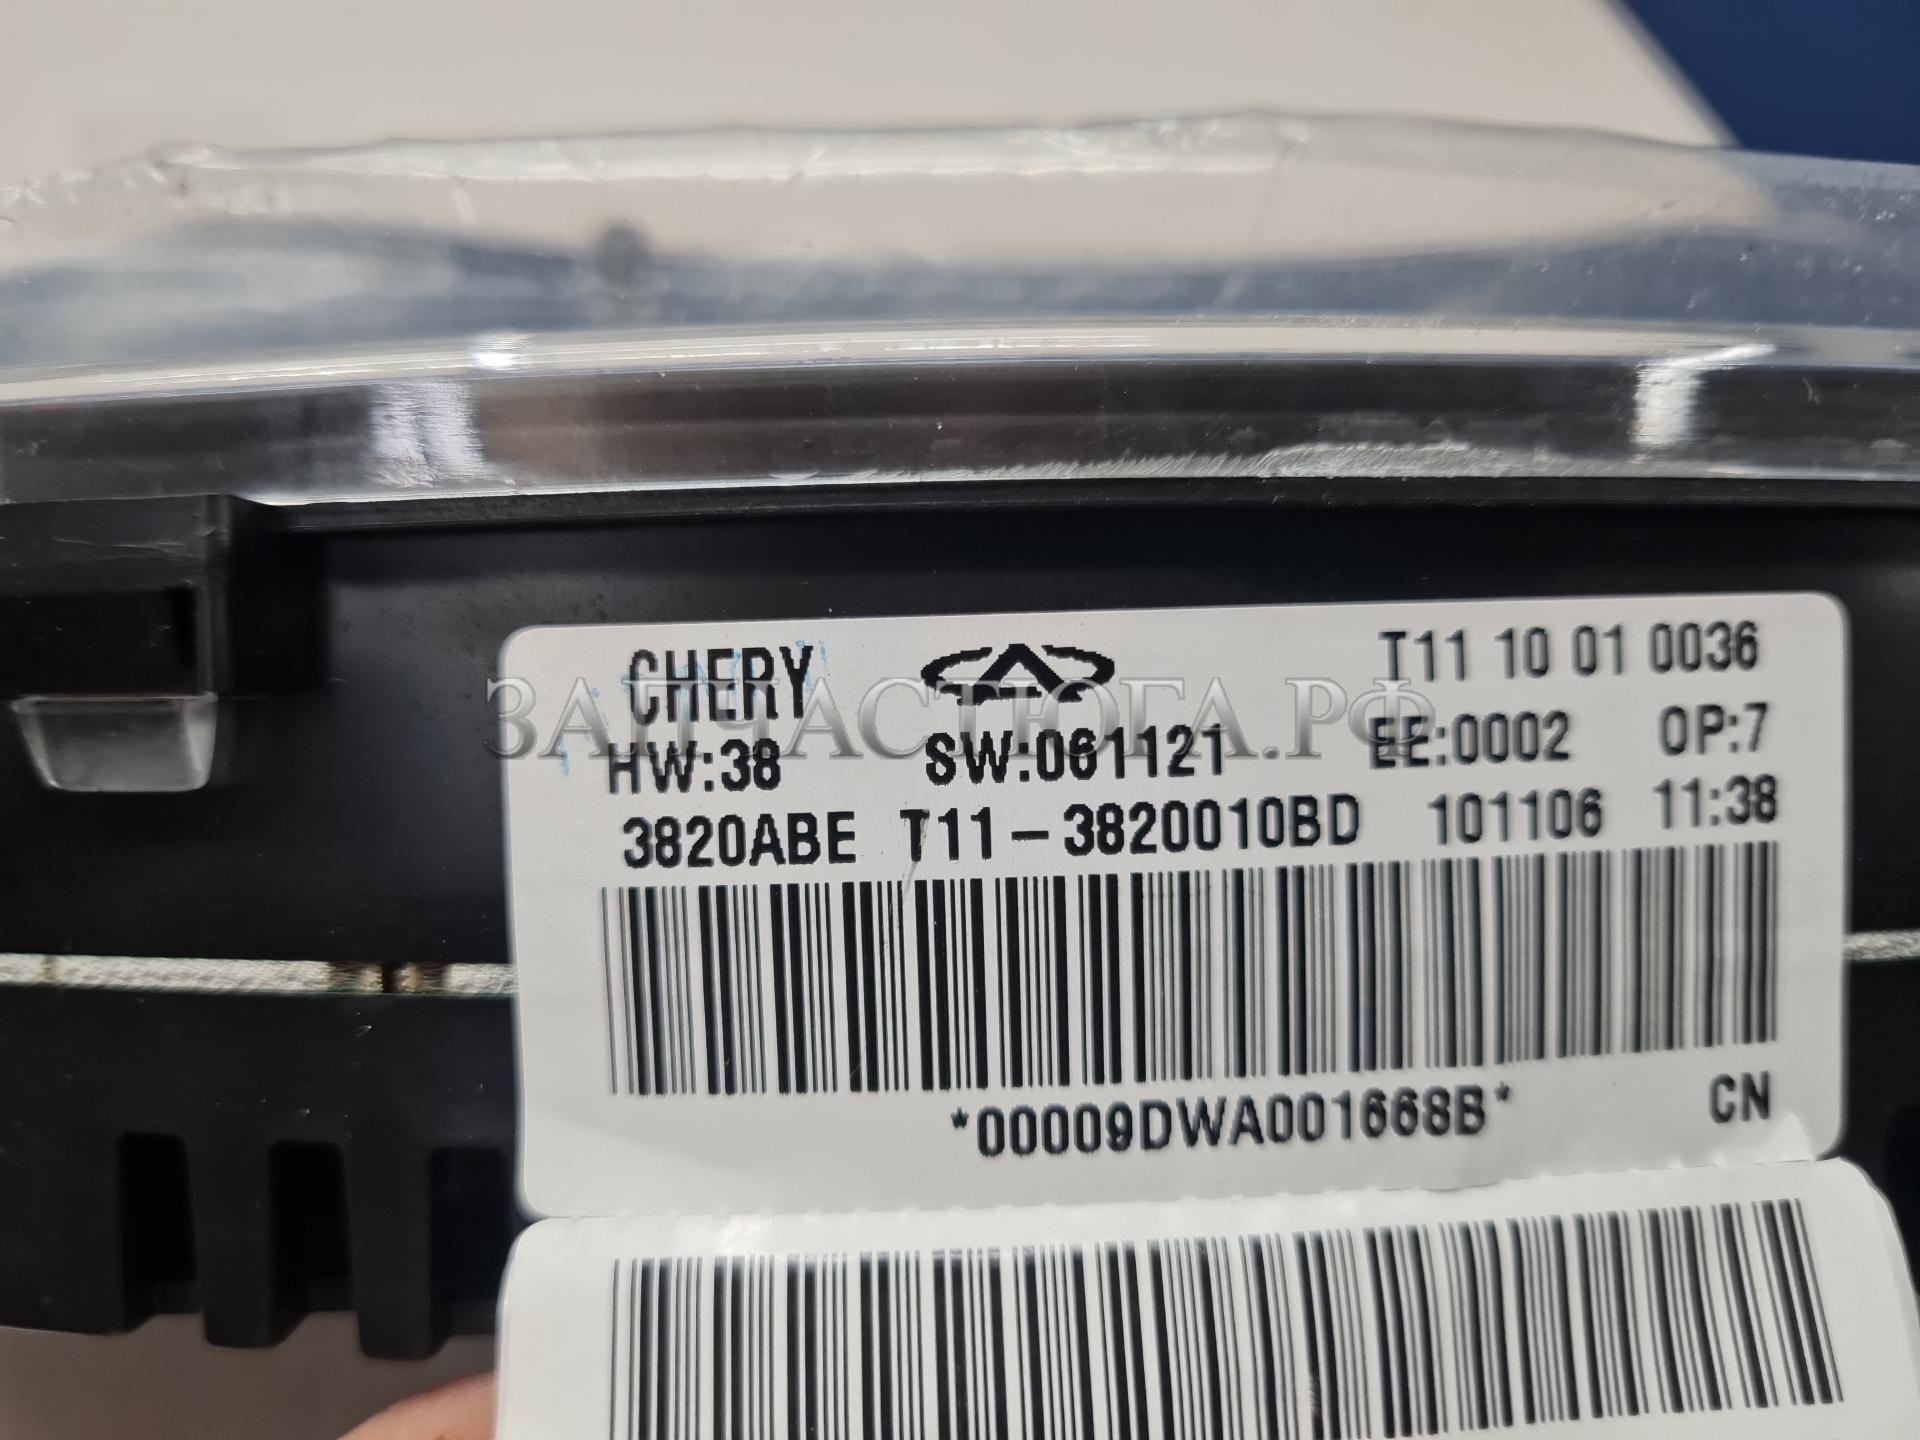 CHERY T11 10 01 0036
ЗАПЧАСТЮГА.РФ
HW:38 SW:061121 EE:0002 OP:7
3820ABE T11-3820010BD 101106 11:38
*00009DWA001668B* CN